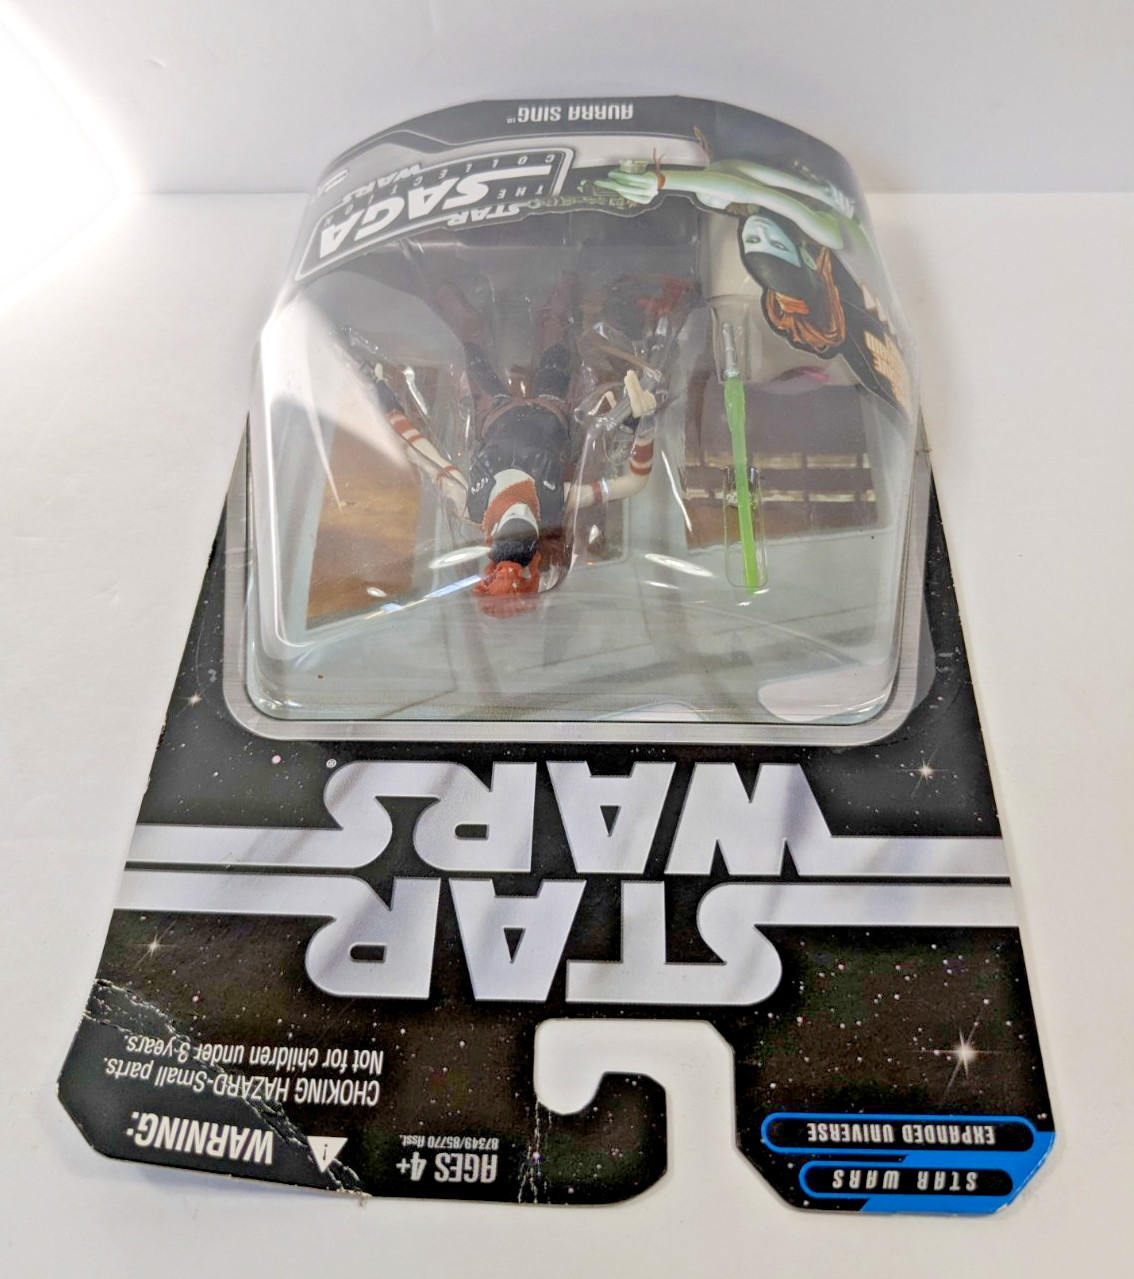 STAR WARS
EXPANDED UNIVERSE
AGES 4+
87349/85770 Asst.
WARNING:
CHOKING HAZARD-Small parts.
Not for children under 3 years.
STAR
WARS®
STAR
WARS
THE
SAGA
COLLECTION
AURRA SING™